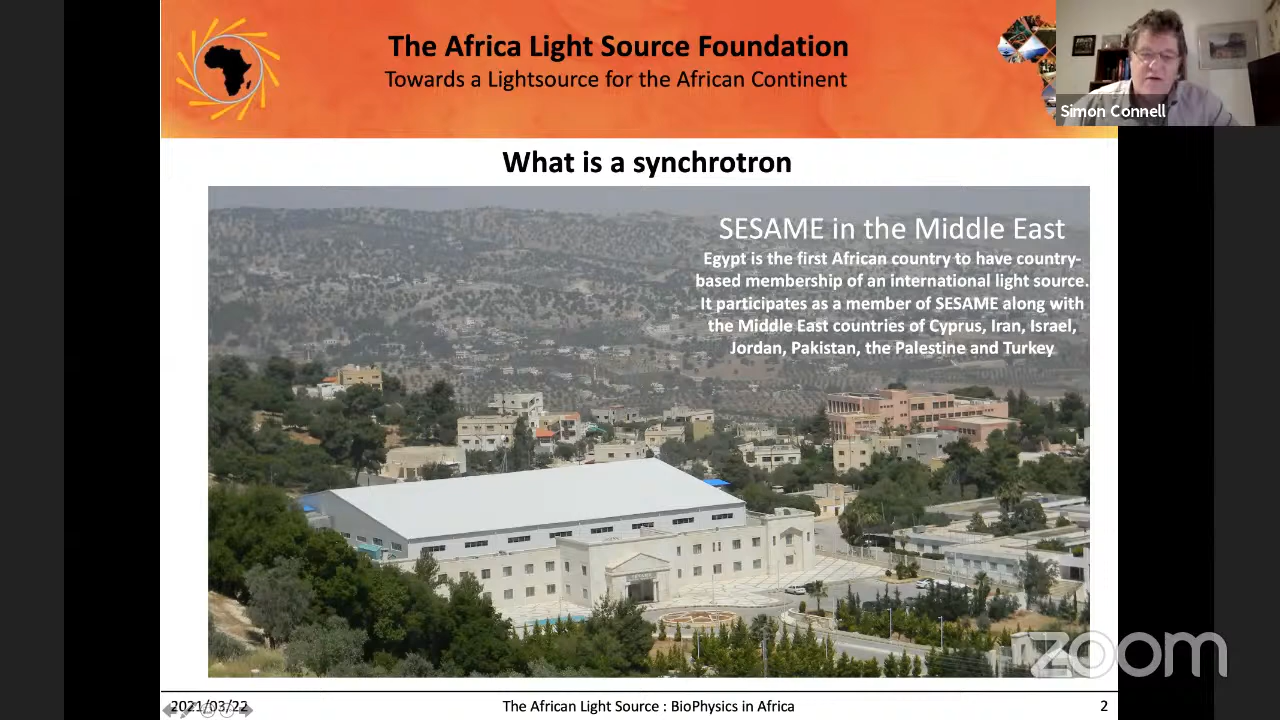 The Africa Light Source Foundation
Towards a Lightsource for the African Continent
Simon Connell
What is a synchrotron
SESAME in the Middle East
Egypt is the first African country to have country-
based membership of an international light source.
It participates as a member of SESAME along with
the Middle East countries of Cyprus, Iran, Israel,
Jordan, Pakistan, the Palestine and Turkey
zoom
2021/03/22
The African Light Source : BioPhysics in Africa
2